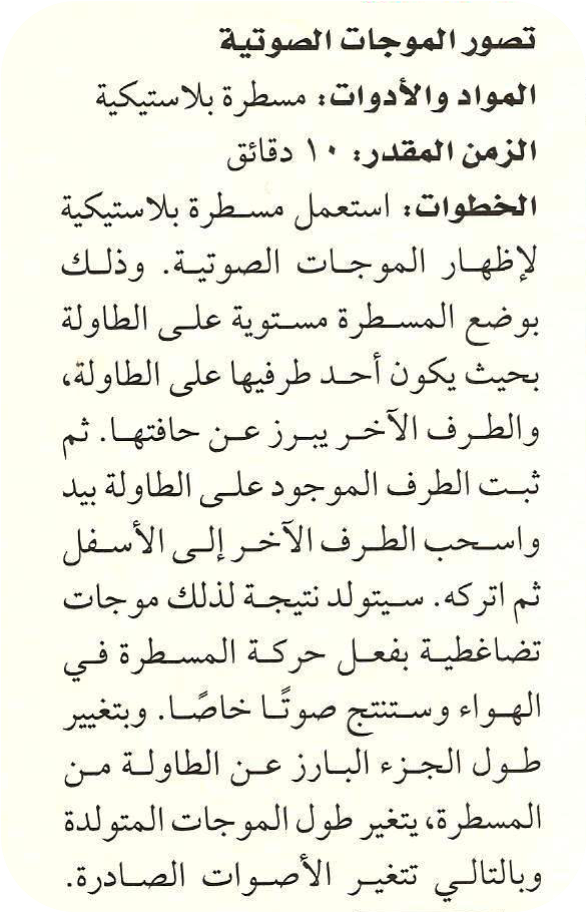 تصور الموجات الصوتية
المواد والأدوات: مسطرة بلاستيكية
الزمن المقدر: ١٠ دقائق
الخطوات: استعمل مسطرة بلاستيكية
لإظهار الموجات الصوتية. وذلك
بوضع المسطرة مستوية على الطاولة
بحيث يكون أحد طرفيها على الطاولة،
والطرف الآخر يبرز عن حافتها. ثم
ثبت الطرف الموجود على الطاولة بيد
واسحب الطرف الآخر إلى الأسفل
ثم اتركه. سيتولد نتيجة لذلك موجات
تضاغطية بفعل حركة المسطرة في
الهواء وستنتج صوتًا خاصًا. وبتغيير
طول الجزء البارز عن الطاولة من
المسطرة، يتغير طول الموجات المتولدة
وبالتالي تتغير الأصوات الصادرة.